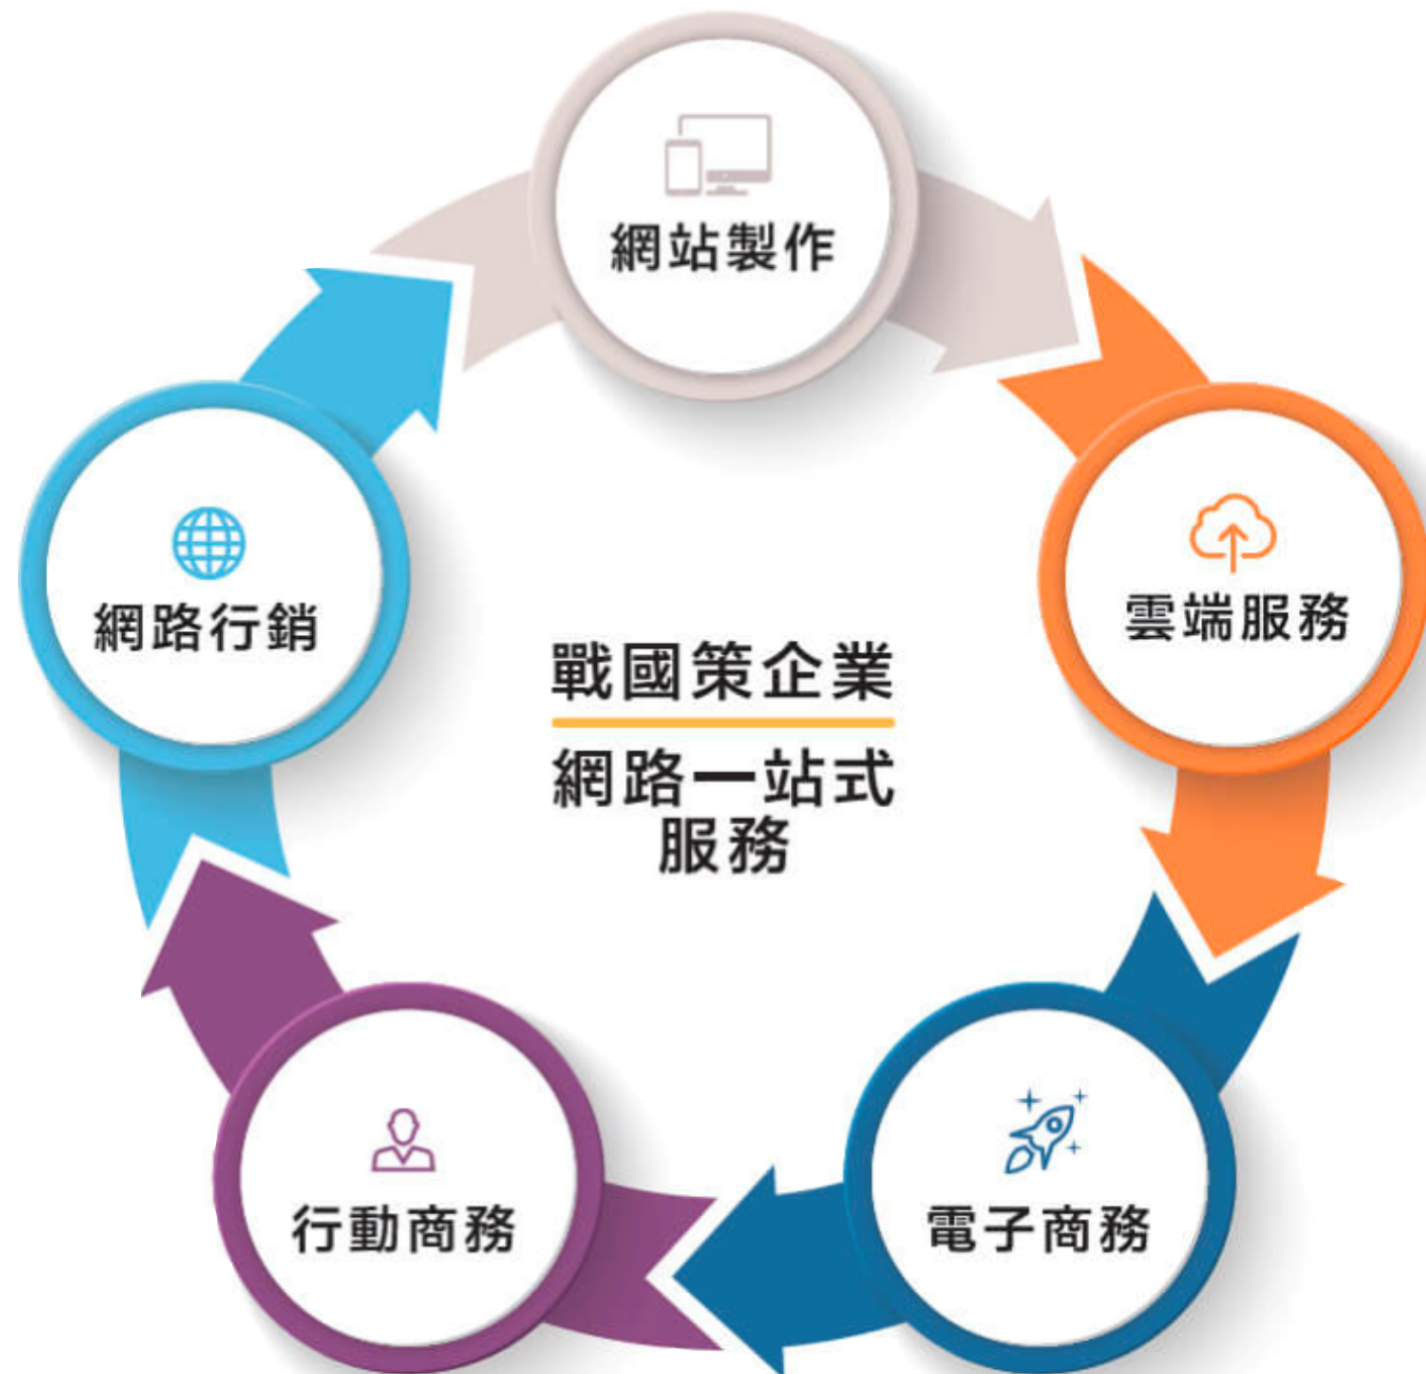 網站製作
雲端服務
電子商務
行動商務
網路行銷
戰國策企業
網路一站式
服務